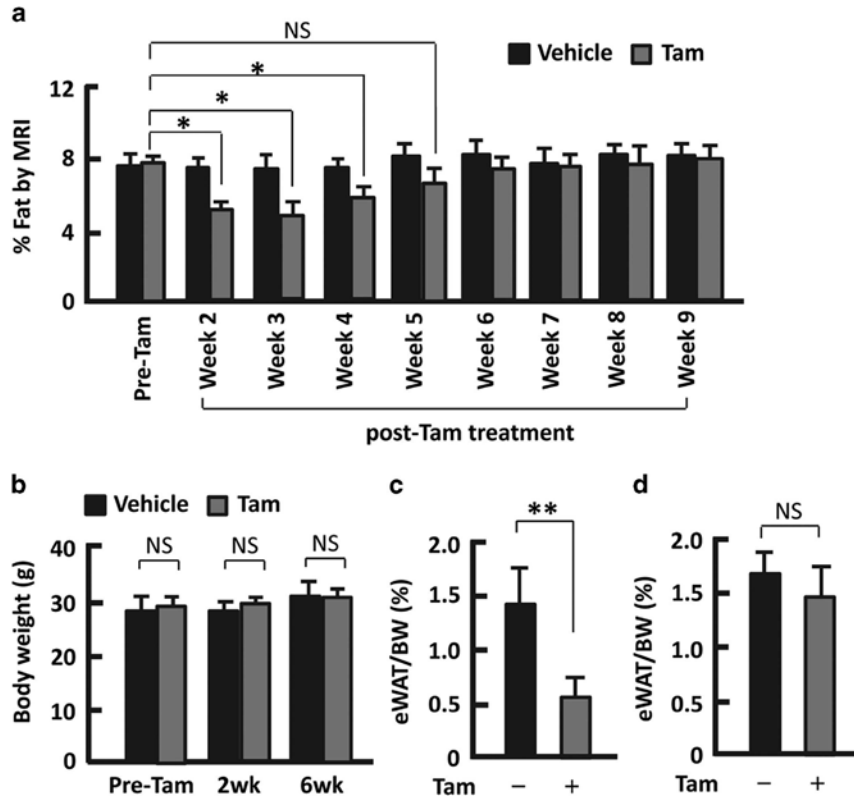 a
NS
Vehicle Tam
*
*
*
% Fat by MRI
12
8
4
0
Pre-Tam
Week 2
Week 3
Week 4
Week 5
Week 6
Week 7
Week 8
Week 9
post-Tam treatment
b
Vehicle Tam
Body weight (g)
40
30
20
10
0
NS NS NS
Pre-Tam 2wk 6wk
c
eWAT/BW (%)
2.0
1.5
1.0
0.5
0
**
Tam − +
d
eWAT/BW (%)
2.0
1.5
1.0
0.5
0
NS
Tam − +